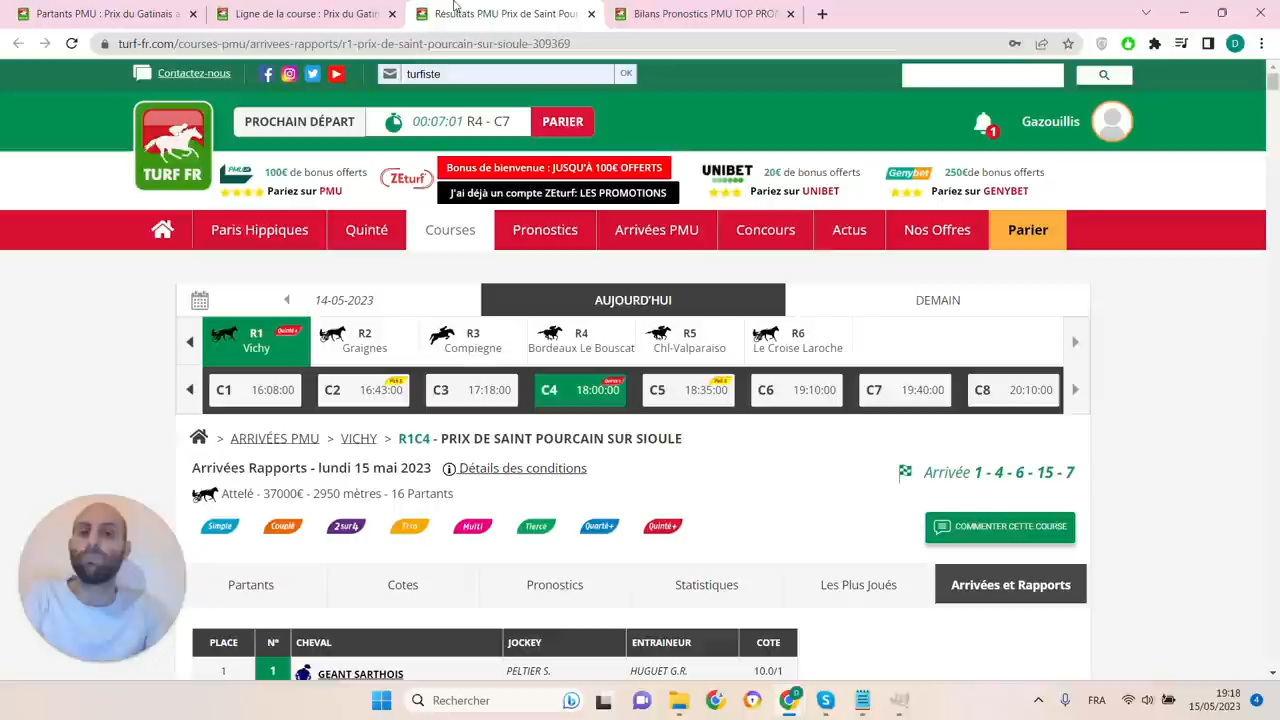 Partants PMU : Prix du Gatinais
Ligne de la course : Prix du Gatin
Résultats PMU Prix de Saint Pour
Bilans Pronostics PMU TOP PRO
turf-fr.com/courses-pmu/arrivees-rapports/r1-prix-de-saint-pourcain-sur-sioule-309369
D
Contactez-nous
turfiste
OK
TURF FR
PROCHAIN DÉPART
00:07:01 R4 - C7
PARIER
1
Gazouillis
PMU
100€ de bonus offerts
Pariez sur PMU
ZEturf
Bonus de bienvenue : JUSQU'À 100€ OFFERTS
J'ai déjà un compte ZEturf: LES PROMOTIONS
UNIBET
20€ de bonus offerts
Pariez sur UNIBET
Genybet
250€de bonus offerts
Pariez sur GENYBET
Paris Hippiques
Quinté
Courses
Pronostics
Arrivées PMU
Concours
Actus
Nos Offres
Parier
14-05-2023
AUJOURD'HUI
DEMAIN
R1
Quinté+
Vichy
R2
Graignes
R3
Compiegne
R4
Bordeaux Le Bouscat
R5
Chl-Valparaiso
R6
Le Croise Laroche
C1 16:08:00
C2 16:43:00
C3 17:18:00
C4 18:00:00
C5 18:35:00
C6 19:10:00
C7 19:40:00
C8 20:10:00
> ARRIVÉES PMU > VICHY > R1C4 - PRIX DE SAINT POURCAIN SUR SIOULE
Arrivées Rapports - lundi 15 mai 2023
Détails des conditions
Arrivée 1 - 4 - 6 - 15 - 7
Attelé - 37000€ - 2950 mètres - 16 Partants
Simple
Couplé
2sur4
Trio
Multi
Tiercé
Quarté+
Quinté+
COMMENTER CETTE COURSE
Partants
Cotes
Pronostics
Statistiques
Les Plus Joués
Arrivées et Rapports
PLACE N° CHEVAL JOCKEY ENTRAINEUR COTE
1 1 GEANT SARTHOIS PELTIER S. HUGUET G.R. 10.0/1
Rechercher
FRA
19:18
15/05/2023
4